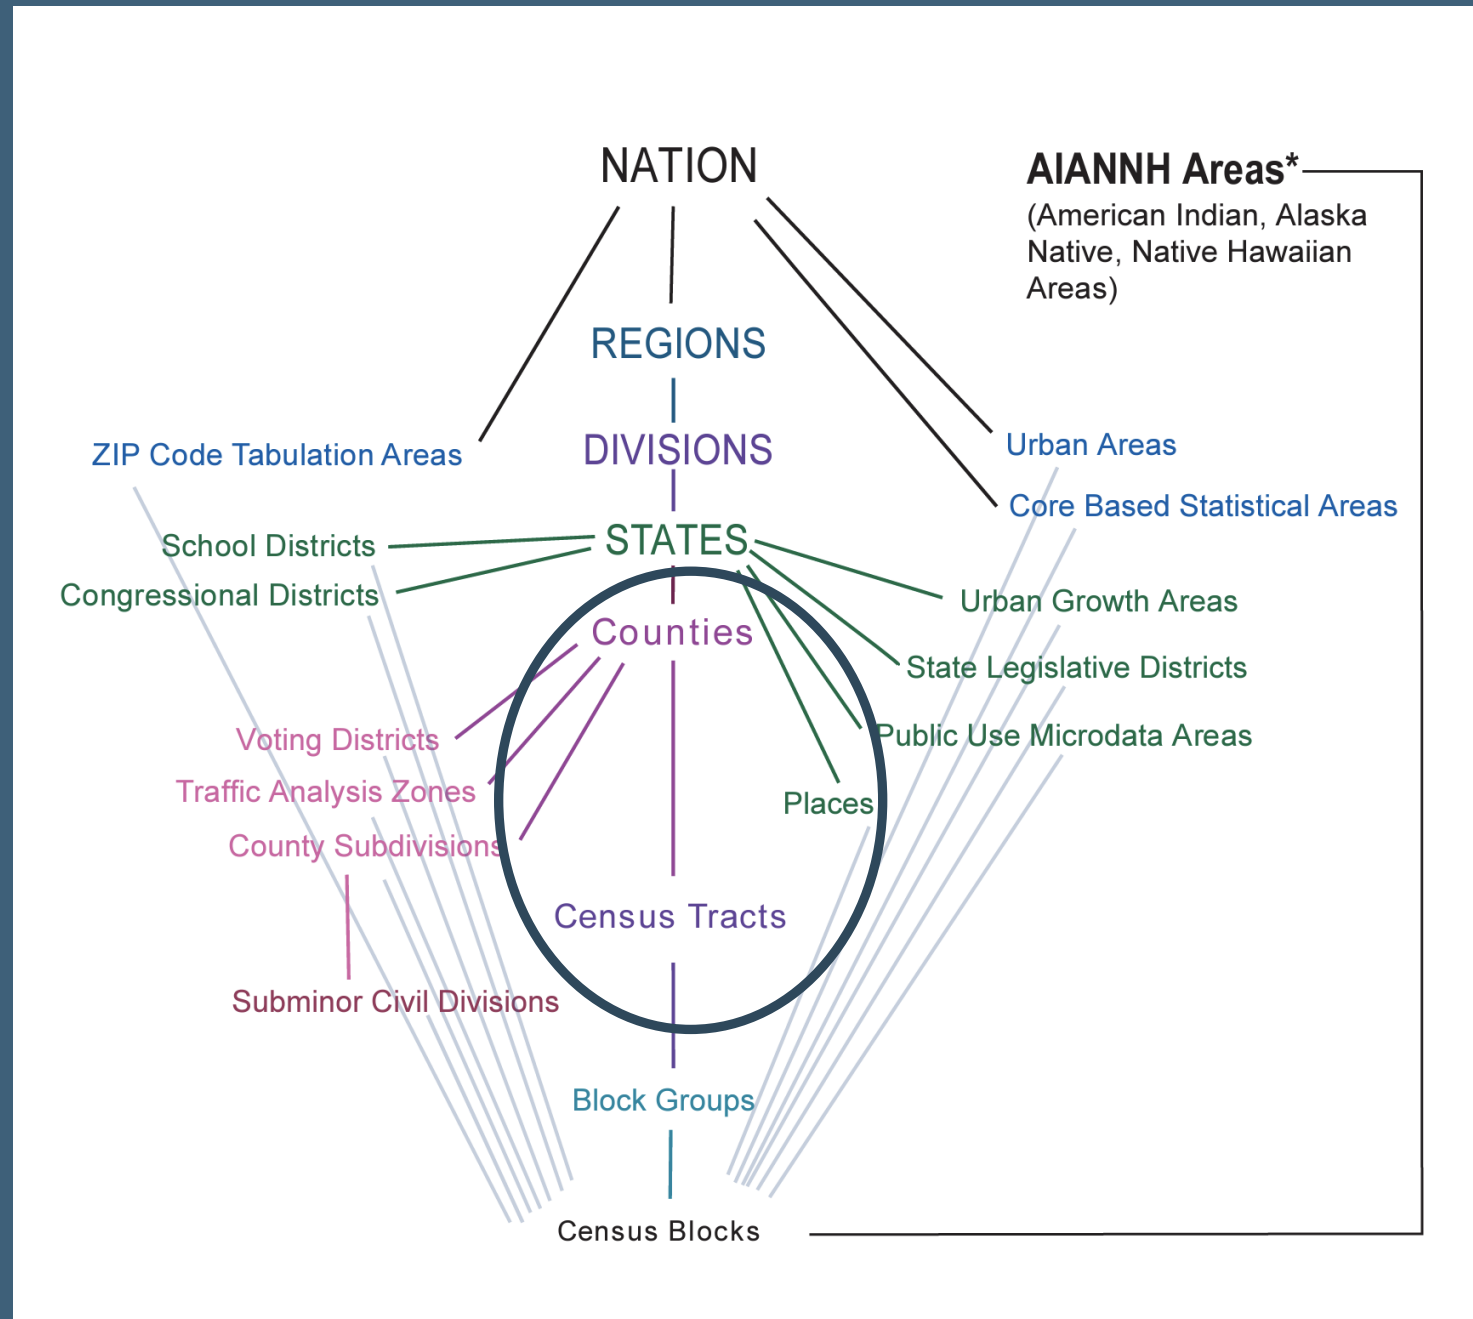 NATION
AIANNH Areas*
(American Indian, Alaska
Native, Native Hawaiian
Areas)
REGIONS
ZIP Code Tabulation Areas
DIVISIONS
Urban Areas
Core Based Statistical Areas
School Districts
STATES
Congressional Districts
Urban Growth Areas
Counties
State Legislative Districts
Voting Districts
Public Use Microdata Areas
Traffic Analysis Zones
Places
County Subdivisions
Census Tracts
Subminor Civil Divisions
Block Groups
Census Blocks